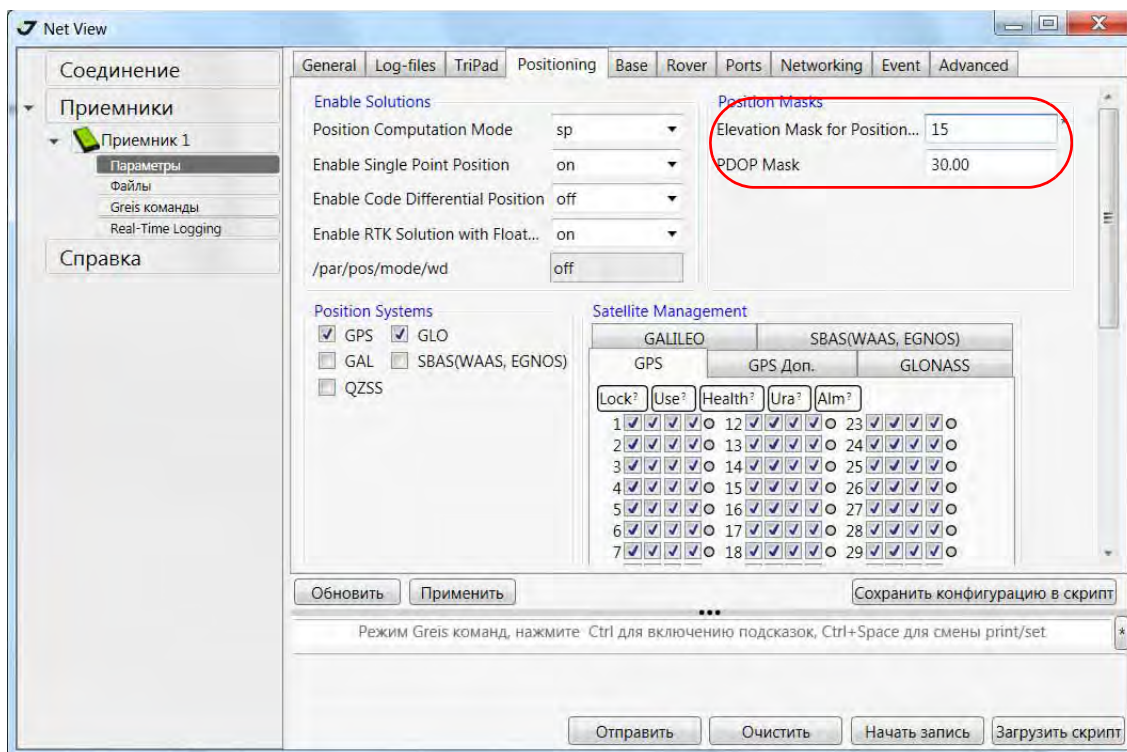 Net View
Соединение
Приемники
Приемник 1
Параметры
Файлы
Greis команды
Real-Time Logging
Справка
General Log-files TriPad Positioning Base Rover Ports Networking Event Advanced
Enable Solutions
Position Computation Mode sp
Enable Single Point Position on
Enable Code Differential Position off
Enable RTK Solution with Float... on
/par/pos/mode/wd off
Position Masks
Elevation Mask for Position... 15 *
PDOP Mask 30.00
Position Systems
GPS GLO
GAL SBAS(WAAS, EGNOS)
QZSS
Satellite Management
GALILEO SBAS(WAAS, EGNOS)
GPS GPS Доп. GLONASS
Lock? Use? Health? Ura? Alm?
1 12 23
2 13 24
3 14 25
4 15 26
5 16 27
6 17 28
7 18 29
Обновить Применить Сохранить конфигурацию в скрипт
Режим Greis команд, нажмите Ctrl для включению подсказок, Ctrl+Space для смены print/set *
Отправить Очистить Начать запись Загрузить скрипт